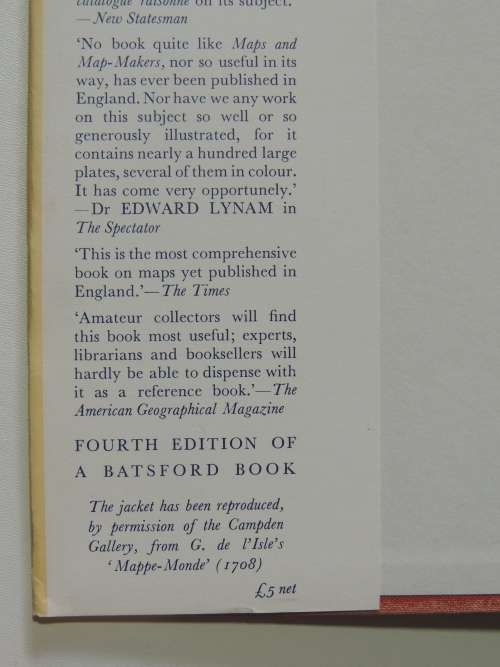 catalogue raisonné on its subject.'
— New Statesman
'No book quite like Maps and
Map-Makers, nor so useful in its
way, has ever been published in
England. Nor have we any work
on this subject so well or so
generously illustrated, for it
contains nearly a hundred large
plates, several of them in colour.
It has come very opportunely.'
—Dr EDWARD LYNAM in
The Spectator
'This is the most comprehensive
book on maps yet published in
England.'—The Times
'Amateur collectors will find
this book most useful; experts,
librarians and booksellers will
hardly be able to dispense with
it as a reference book.'—The
American Geographical Magazine
FOURTH EDITION OF
A BATSFORD BOOK
The jacket has been reproduced,
by permission of the Campden
Gallery, from G. de l'Isle's
'Mappe-Monde' (1708)
£5 net